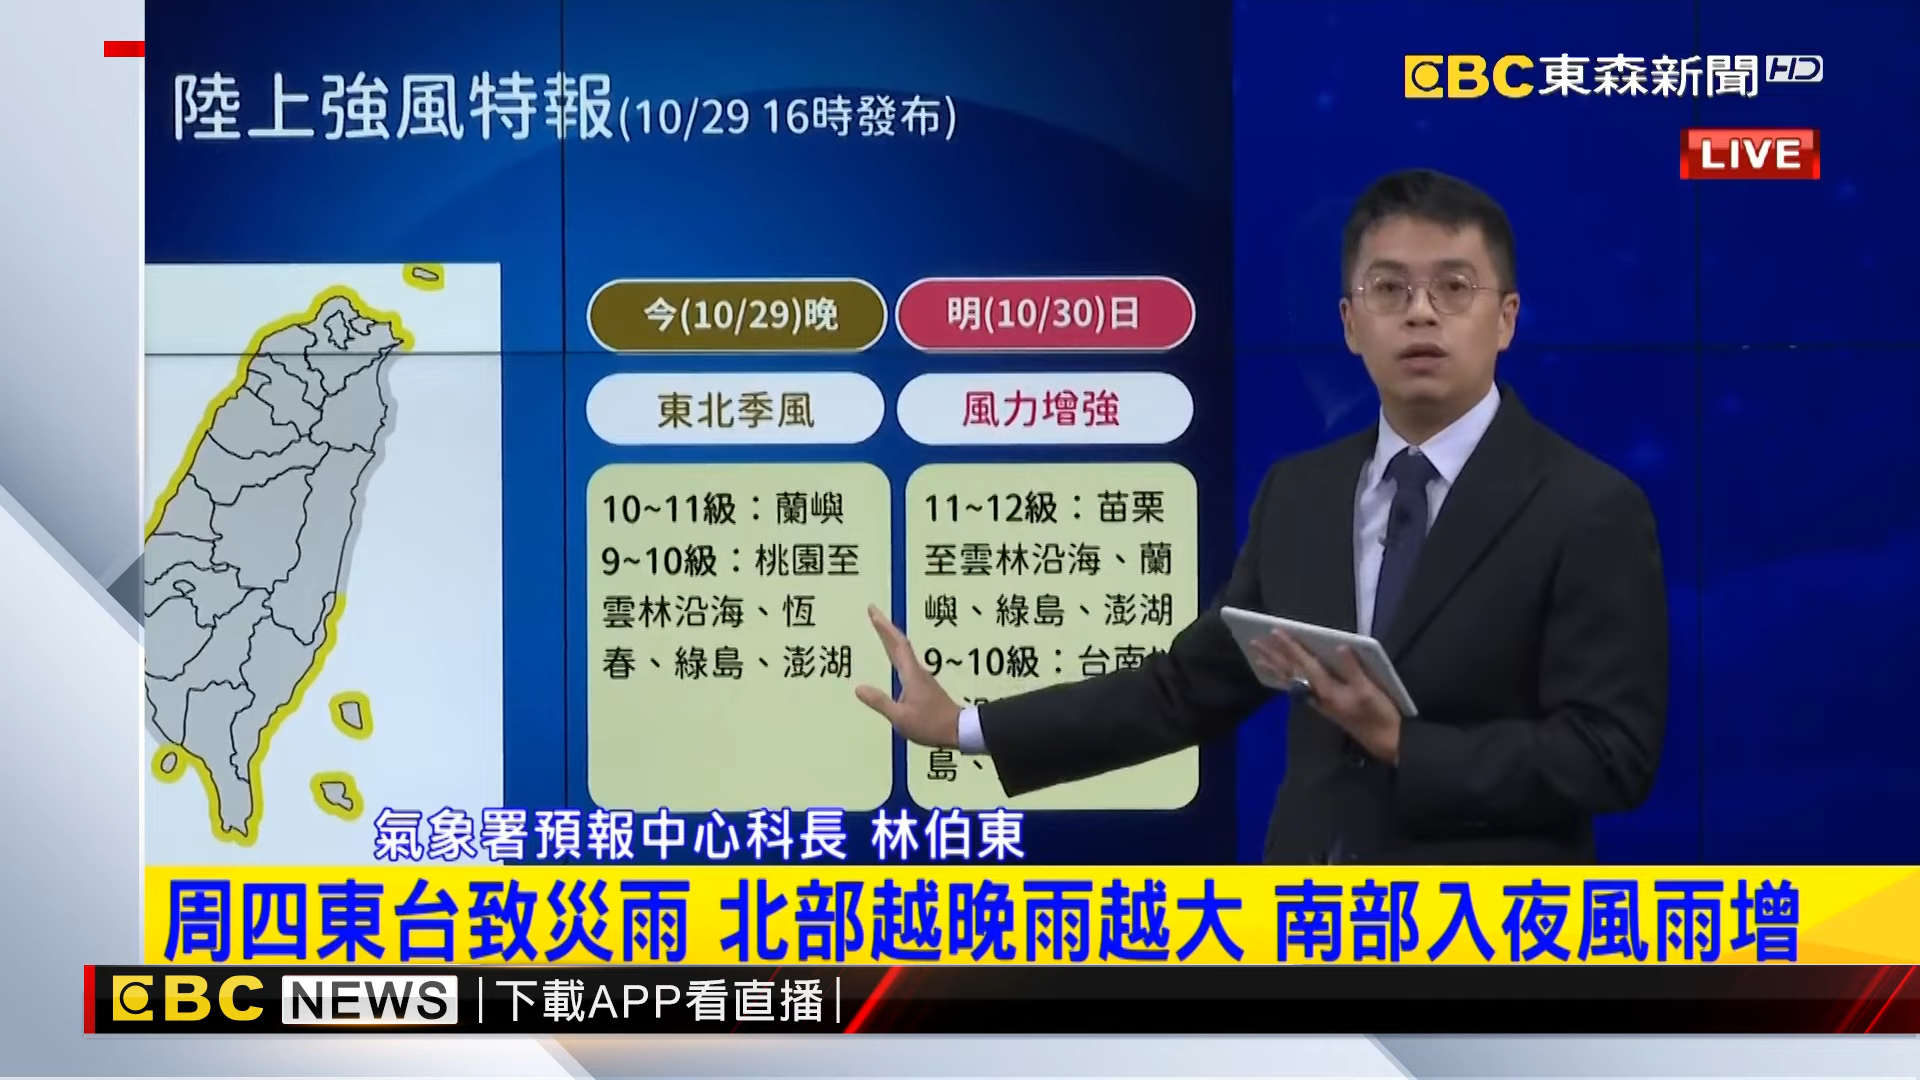 陸上強風特報(10/29 16時發布)
EBC東森新聞HD
LIVE
今(10/29)晚
明(10/30)日
東北季風
風力增強
10~11級：蘭嶼
9~10級：桃園至
雲林沿海、恆
春、綠島、澎湖
11~12級：苗栗
至雲林沿海、蘭
嶼、綠島、澎湖
9~10級：台南
島、
氣象署預報中心科長 林伯東
周四東台致災雨 北部越晚雨越大 南部入夜風雨增
EBC NEWS
下載APP看直播